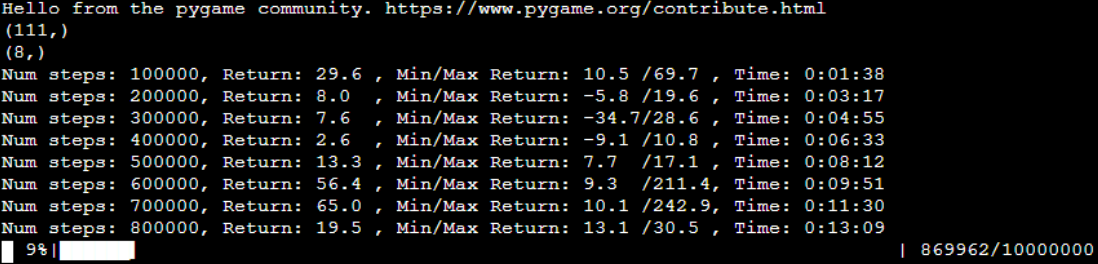 Hello from the pygame community. https://www.pygame.org/contribute.html
(111,)
(8,)
Num steps: 100000, Return: 29.6 , Min/Max Return: 10.5 /69.7 , Time: 0:01:38
Num steps: 200000, Return: 8.0  , Min/Max Return: -5.8 /19.6 , Time: 0:03:17
Num steps: 300000, Return: 7.6  , Min/Max Return: -34.7/28.6 , Time: 0:04:55
Num steps: 400000, Return: 2.6  , Min/Max Return: -9.1 /10.8 , Time: 0:06:33
Num steps: 500000, Return: 13.3 , Min/Max Return: 7.7  /17.1 , Time: 0:08:12
Num steps: 600000, Return: 56.4 , Min/Max Return: 9.3  /211.4, Time: 0:09:51
Num steps: 700000, Return: 65.0 , Min/Max Return: 10.1 /242.9, Time: 0:11:30
Num steps: 800000, Return: 19.5 , Min/Max Return: 13.1 /30.5 , Time: 0:13:09
9%| | 869962/10000000